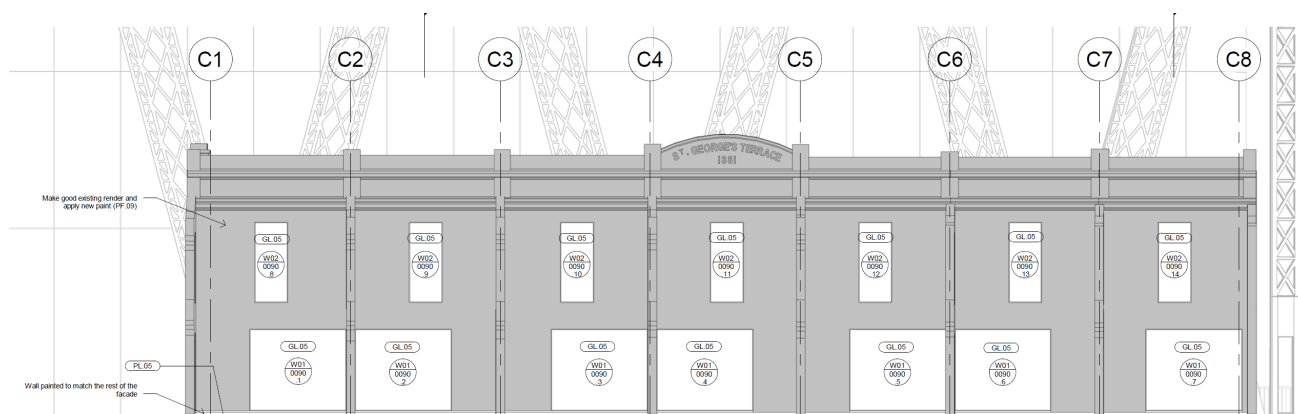 C1 C2 C3 C4 C5 C6 C7 C8
ST. GEORGE'S TERRACE
1881
Make good existing render and
apply new paint (PF.09)
GL.05 GL.05 GL.05 GL.05 GL.05 GL.05 GL.05
W02 W02 W02 W02 W02 W02 W02
0090 0090 0090 0090 0090 0090 0090
8 9 10 11 12 13 14
GL.05 GL.05 GL.05 GL.05 GL.05 GL.05 GL.05
W01 W01 W01 W01 W01 W01 W01
0090 0090 0090 0090 0090 0090 0090
.1 .2 .3 .4 .5 .6 .7
PL.05
Wall painted to match the rest of the
facade